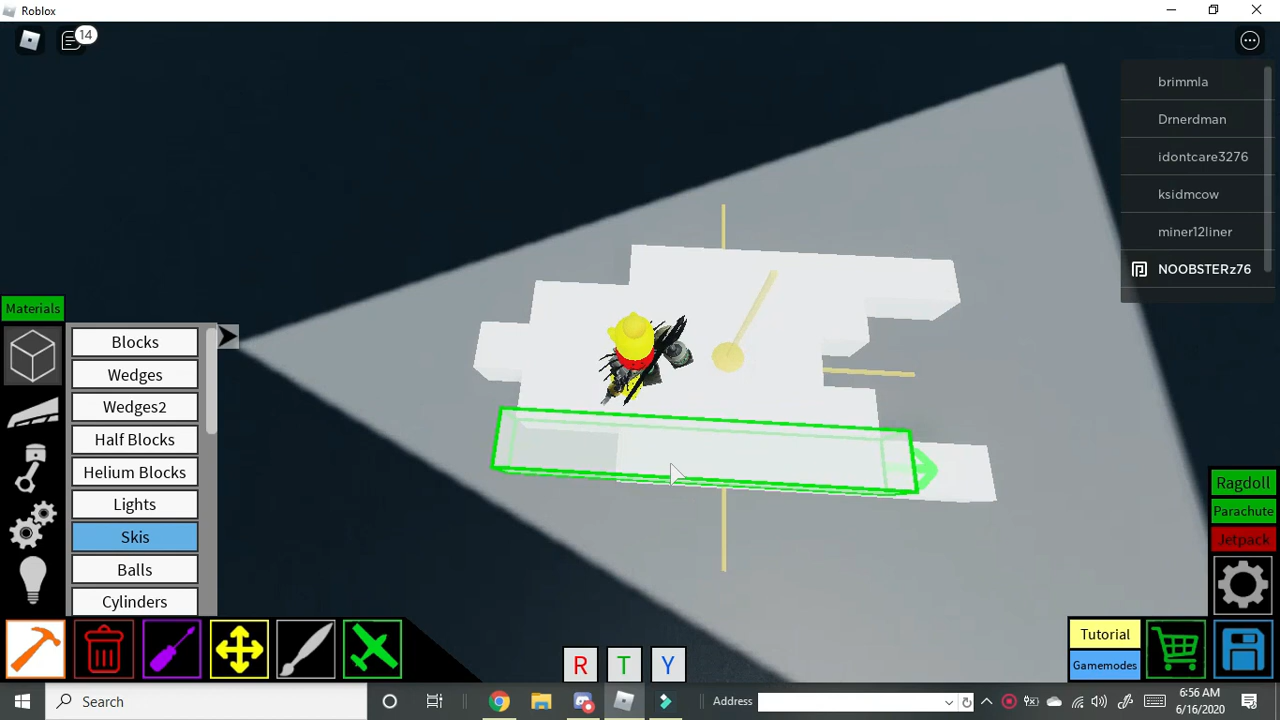 Roblox
14
brimmla
Drnerdman
idontcare3276
ksidmcow
miner12liner
NOOBSTERz76
Materials
Blocks
Wedges
Wedges2
Half Blocks
Helium Blocks
Lights
Skis
Balls
Cylinders
Ragdoll
Parachute
Jetpack
Tutorial
Gamemodes
R T Y
Search
Address
6:56 AM
6/16/2020